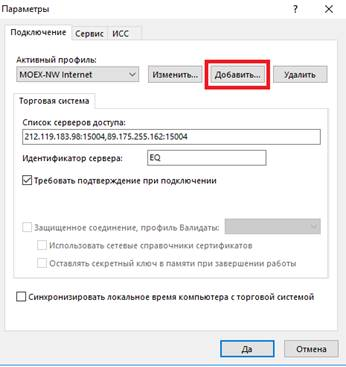 Параметры
Подключение Сервис ИСС
Активный профиль:
MOEX-NW Internet Изменить... Добавить... Удалить
Торговая система
Список серверов доступа:
212.119.183.98:15004,89.175.255.162:15004
Идентификатор сервера: EQ
Требовать подтверждение при подключении
Защищенное соединение, профиль Валидаты:
Использовать сетевые справочники сертификатов
Оставлять секретный ключ в памяти при завершении работы
Синхронизировать локальное время компьютера с торговой системой
Да Отмена